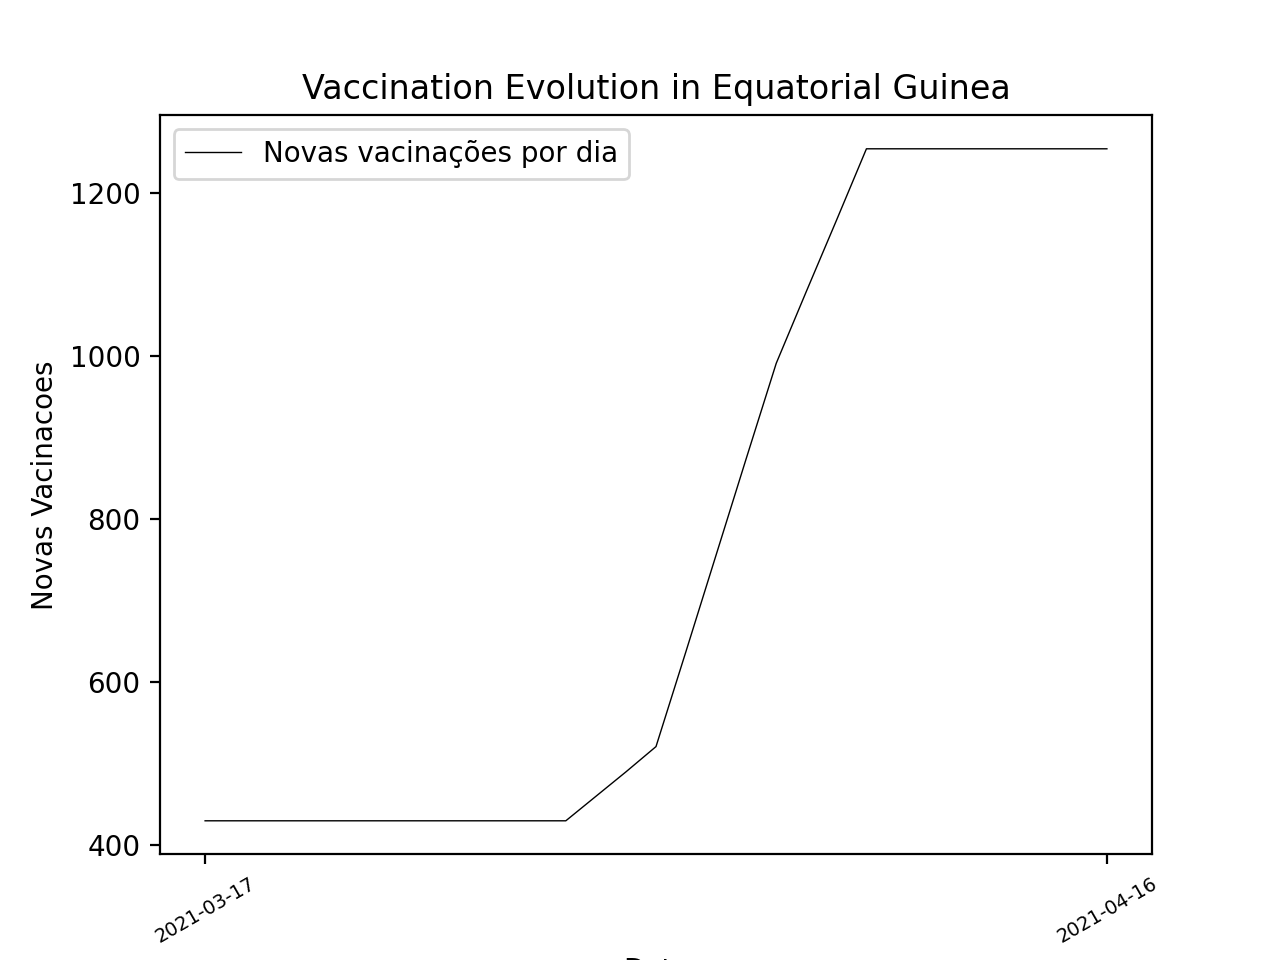 Vaccination Evolution in Equatorial Guinea
Novas vacinações por dia
1200
1000
800
600
400
Novas Vacinacoes
2021-03-17
2021-04-16